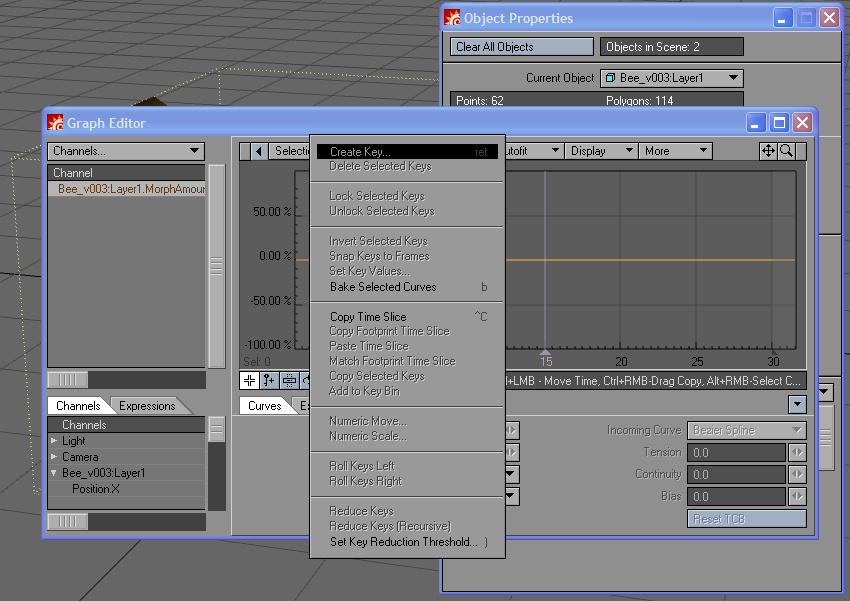 Object Properties
Clear All Objects
Objects in Scene: 2
Current Object
Bee_v003:Layer1
Points: 62
Polygons: 114
Graph Editor
Channels...
Channel
Bee_v003:Layer1.MorphAmour
Selectio
utofit
Display
More
50.00 %
0.00 %
-50.00 %
-100.00 %
Sel: 0
15
20
25
30
+LMB - Move Time, Ctrl+RMB-Drag Copy, Alt+RMB-Select C...
Create Key... ret
Delete Selected Keys
Lock Selected Keys
Unlock Selected Keys
Invert Selected Keys
Snap Keys to Frames
Set Key Values...
Bake Selected Curves b
Copy Time Slice ^C
Copy Footprint Time Slice
Paste Time Slice
Match Footprint Time Slice
Copy Selected Keys
Add to Key Bin
Numeric Move...
Numeric Scale...
Roll Keys Left
Roll Keys Right
Reduce Keys
Reduce Keys (Recursive)
Set Key Reduction Threshold... )
Channels
Expressions
Channels
Light
Camera
Bee_v003:Layer1
Position.X
Curves
Incoming Curve
Bezier Spline
Tension
0.0
Continuity
0.0
Bias
0.0
Reset TCB